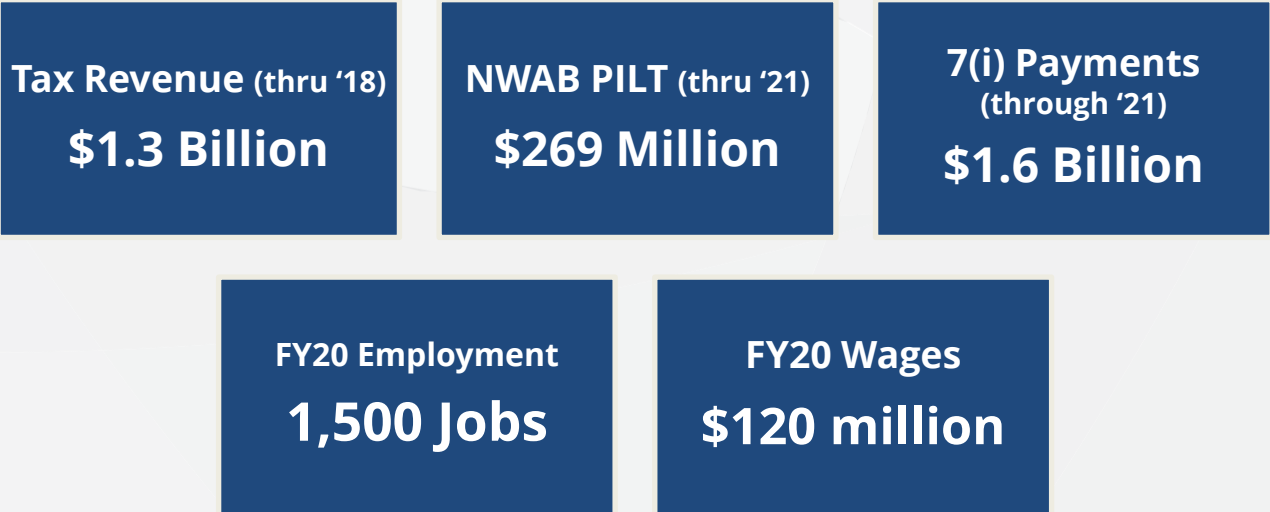 Tax Revenue (thru ‘18)
$1.3 Billion
NWAB PILT (thru ‘21)
$269 Million
7(i) Payments
(through ‘21)
$1.6 Billion
FY20 Employment
1,500 Jobs
FY20 Wages
$120 million